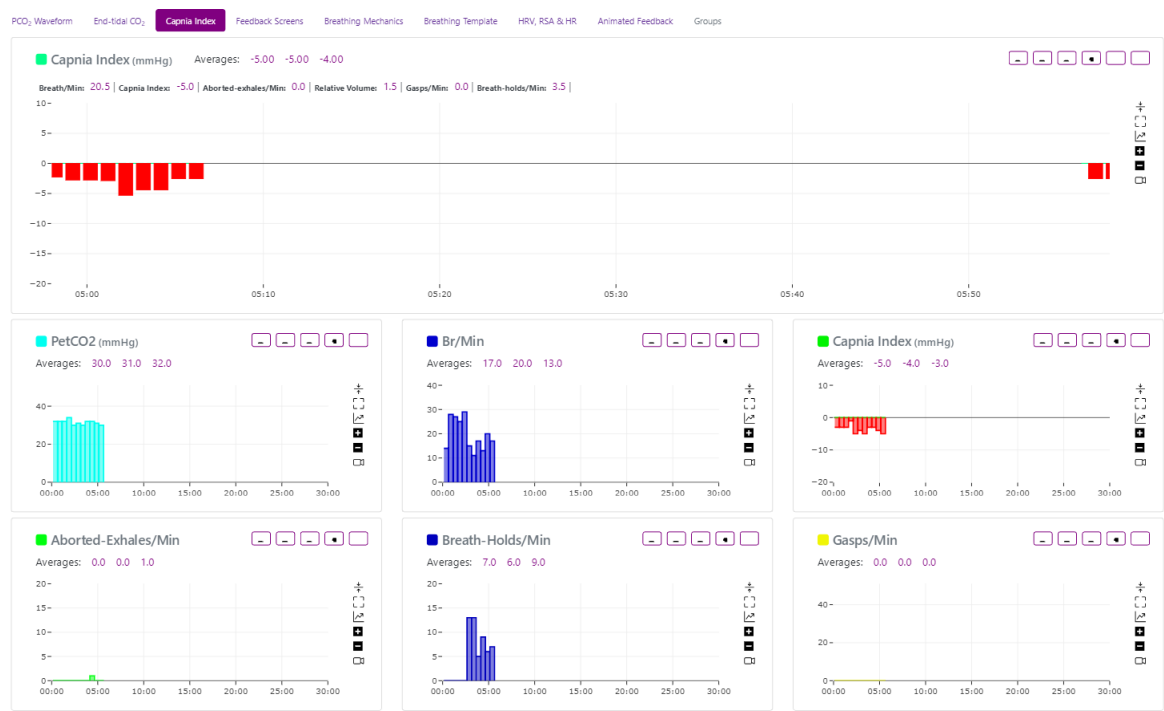 PCO₂ Waveform End-tidal CO₂ Capnia Index Feedback Screens Breathing Mechanics Breathing Template HRV, RSA & HR Animated Feedback Groups
Capnia Index (mmHg) Averages: -5.00 -5.00 -4.00
Breath/Min: 20.5 | Capnia Index: -5.0 | Aborted-exhales/Min: 0.0 | Relative Volume: 1.5 | Gasps/Min: 0.0 | Breath-holds/Min: 3.5 |
10
5
0
−5
−10
−15
−20
05:00 05:10 05:20 05:30 05:40 05:50
PetCO2 (mmHg)
Averages: 30.0 31.0 32.0
40
20
0
00:00 05:00 10:00 15:00 20:00 25:00 30:00
Br/Min
Averages: 17.0 20.0 13.0
40
30
20
10
0
00:00 05:00 10:00 15:00 20:00 25:00 30:00
Capnia Index (mmHg)
Averages: -5.0 -4.0 -3.0
10
0
−10
−20
00:00 05:00 10:00 15:00 20:00 25:00 30:00
Aborted-Exhales/Min
Averages: 0.0 0.0 1.0
20
15
10
5
0
00:00 05:00 10:00 15:00 20:00 25:00 30:00
Breath-Holds/Min
Averages: 7.0 6.0 9.0
20
15
10
5
0
00:00 05:00 10:00 15:00 20:00 25:00 30:00
Gasps/Min
Averages: 0.0 0.0 0.0
40
20
0
00:00 05:00 10:00 15:00 20:00 25:00 30:00